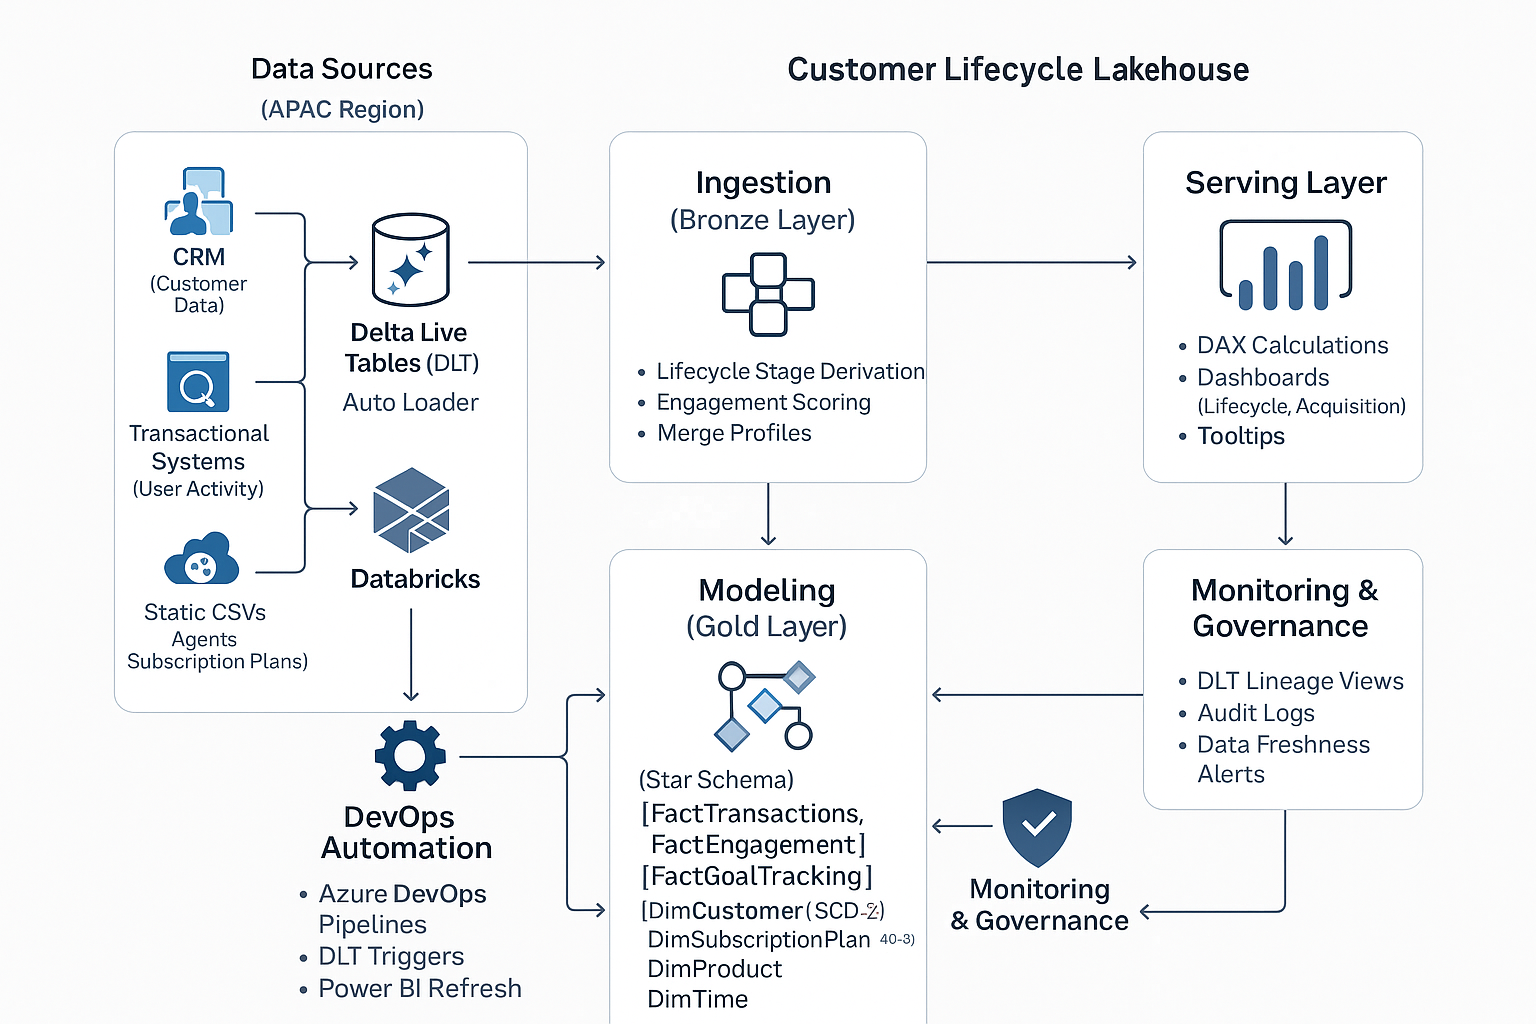 Data Sources
(APAC Region)
Customer Lifecycle Lakehouse
CRM
(Customer
Data)
Transactional
Systems
(User Activity)
Static CSVs
Agents
Subscription Plans)
Delta Live
Tables (DLT)
Auto Loader
Databricks
DevOps
Automation
• Azure DevOps
Pipelines
• DLT Triggers
• Power BI Refresh
Ingestion
(Bronze Layer)
• Lifecycle Stage Derivation
• Engagement Scoring
• Merge Profiles
Modeling
(Gold Layer)
(Star Schema)
[FactTransactions,
FactEngagement]
[FactGoalTracking]
[DimCustomer(SCD-2)
DimSubscriptionPlan 40-3)
DimProduct
DimTime
Serving Layer
• DAX Calculations
• Dashboards
(Lifecycle, Acquisition)
• Tooltips
Monitoring &
Governance
• DLT Lineage Views
• Audit Logs
• Data Freshness
Alerts
Monitoring
& Governance